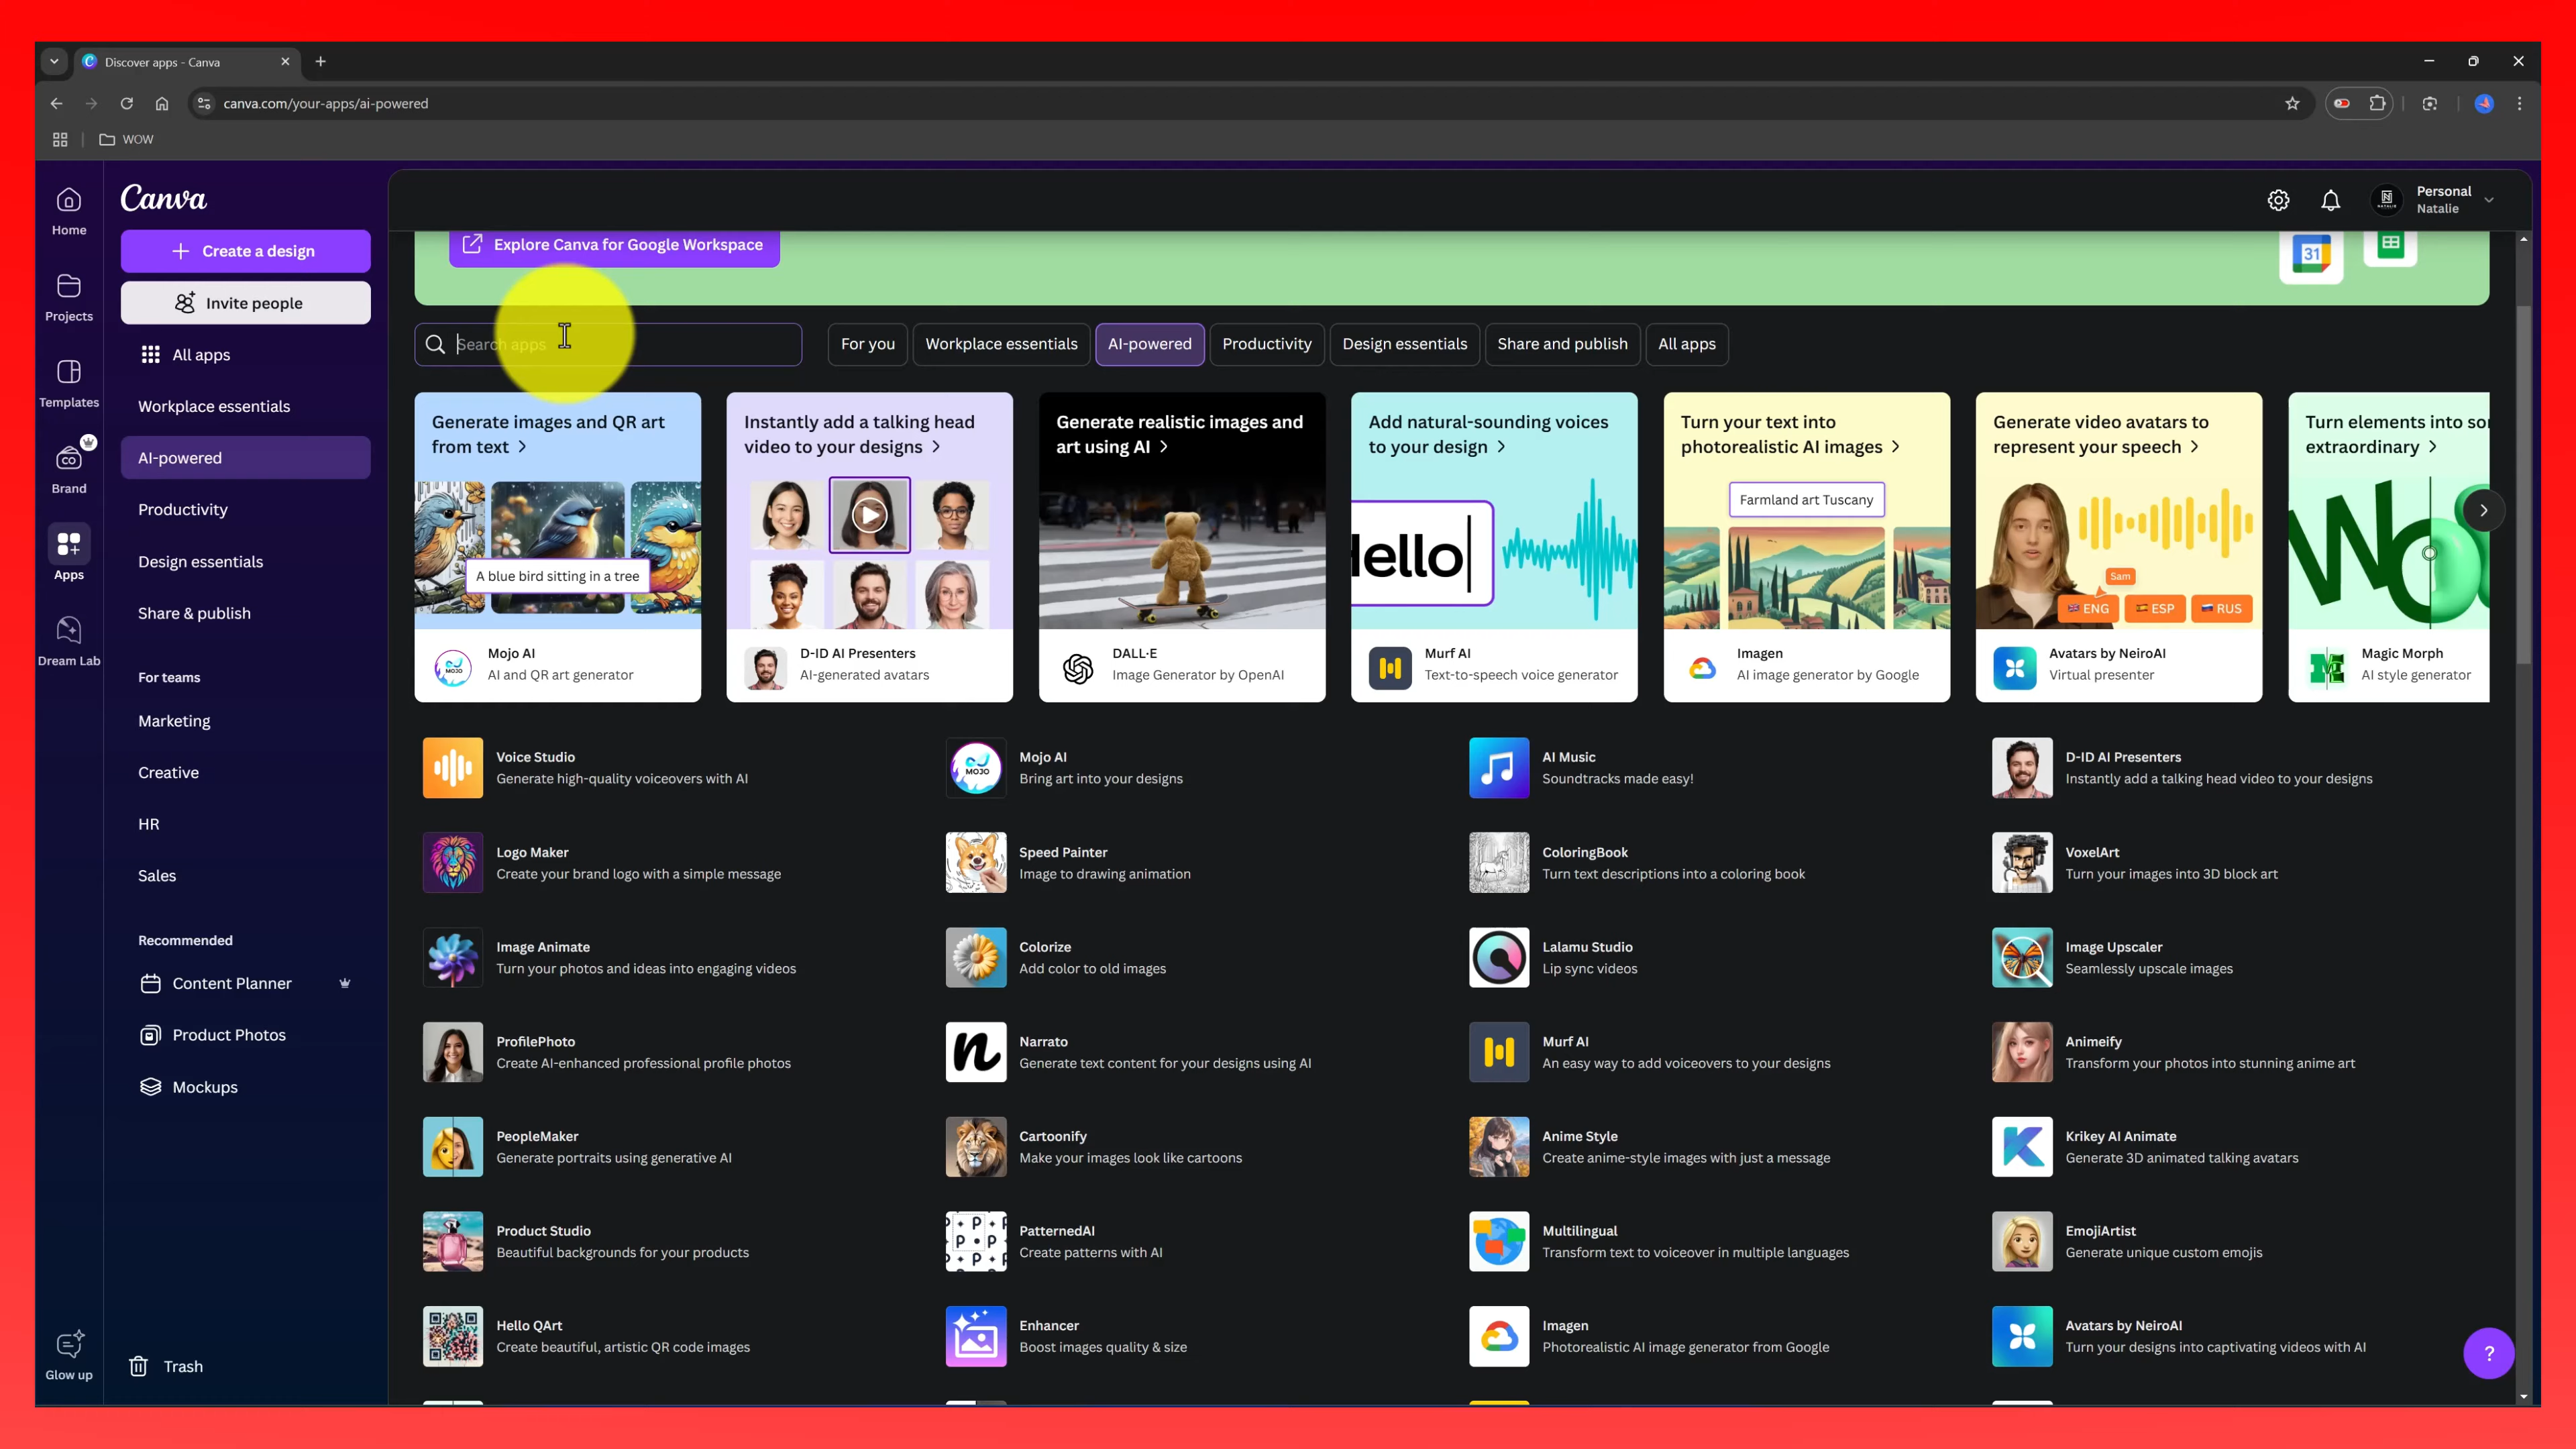 Discover apps - Canva
canva.com/your-apps/ai-powered
WOW
Home
Projects
Templates
Brand
Apps
Dream Lab
Glow up
Canva
Create a design
Invite people
All apps
Workplace essentials
AI-powered
Productivity
Design essentials
Share & publish
For teams
Marketing
Creative
HR
Sales
Recommended
Content Planner
Product Photos
Mockups
Trash
Personal
Natalie
Explore Canva for Google Workspace
31
Search apps
For you
Workplace essentials
AI-powered
Productivity
Design essentials
Share and publish
All apps
Generate images and QR art
from text >
A blue bird sitting in a tree
MOJO
Mojo AI
AI and QR art generator
Instantly add a talking head
video to your designs >
D-ID AI Presenters
AI-generated avatars
Generate realistic images and
art using AI >
DALL·E
Image Generator by OpenAI
Add natural-sounding voices
to your design >
Hello
Murf AI
Text-to-speech voice generator
Turn your text into
photorealistic AI images >
Farmland art Tuscany
Imagen
AI image generator by Google
Generate video avatars to
represent your speech >
Sam
ENG
ESP
RUS
Avatars by NeiroAI
Virtual presenter
Turn elements into so
extraordinary >
Wo
Magic Morph
AI style generator
Voice Studio
Generate high-quality voiceovers with AI
MOJO
Mojo AI
Bring art into your designs
AI Music
Soundtracks made easy!
D-ID AI Presenters
Instantly add a talking head video to your designs
Logo Maker
Create your brand logo with a simple message
Speed Painter
Image to drawing animation
ColoringBook
Turn text descriptions into a coloring book
VoxelArt
Turn your images into 3D block art
Image Animate
Turn your photos and ideas into engaging videos
Colorize
Add color to old images
Lalamu Studio
Lip sync videos
Image Upscaler
Seamlessly upscale images
ProfilePhoto
Create AI-enhanced professional profile photos
n
Narrato
Generate text content for your designs using AI
Murf AI
An easy way to add voiceovers to your designs
Animeify
Transform your photos into stunning anime art
PeopleMaker
Generate portraits using generative AI
Cartoonify
Make your images look like cartoons
Anime Style
Create anime-style images with just a message
Krikey AI Animate
Generate 3D animated talking avatars
Product Studio
Beautiful backgrounds for your products
PatternedAI
Create patterns with AI
Multilingual
Transform text to voiceover in multiple languages
EmojiArtist
Generate unique custom emojis
Hello QArt
Create beautiful, artistic QR code images
Enhancer
Boost images quality & size
Imagen
Photorealistic AI image generator from Google
Avatars by NeiroAI
Turn your designs into captivating videos with AI
?